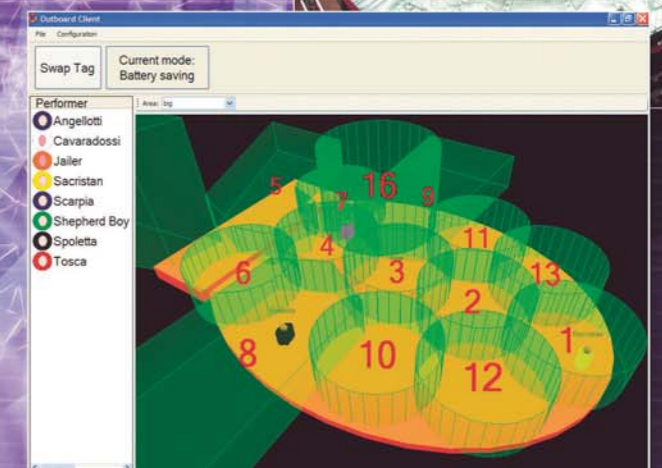 Outboard Client
File Configuration
Swap Tag
Current mode:
Battery saving
Performer
Area: big
Angellotti
Cavaradossi
Jailer
Sacristan
Scarpia
Shepherd Boy
Spoletta
Tosca
5
7
16
9
4
11
6
3
13
2
1
8
10
12